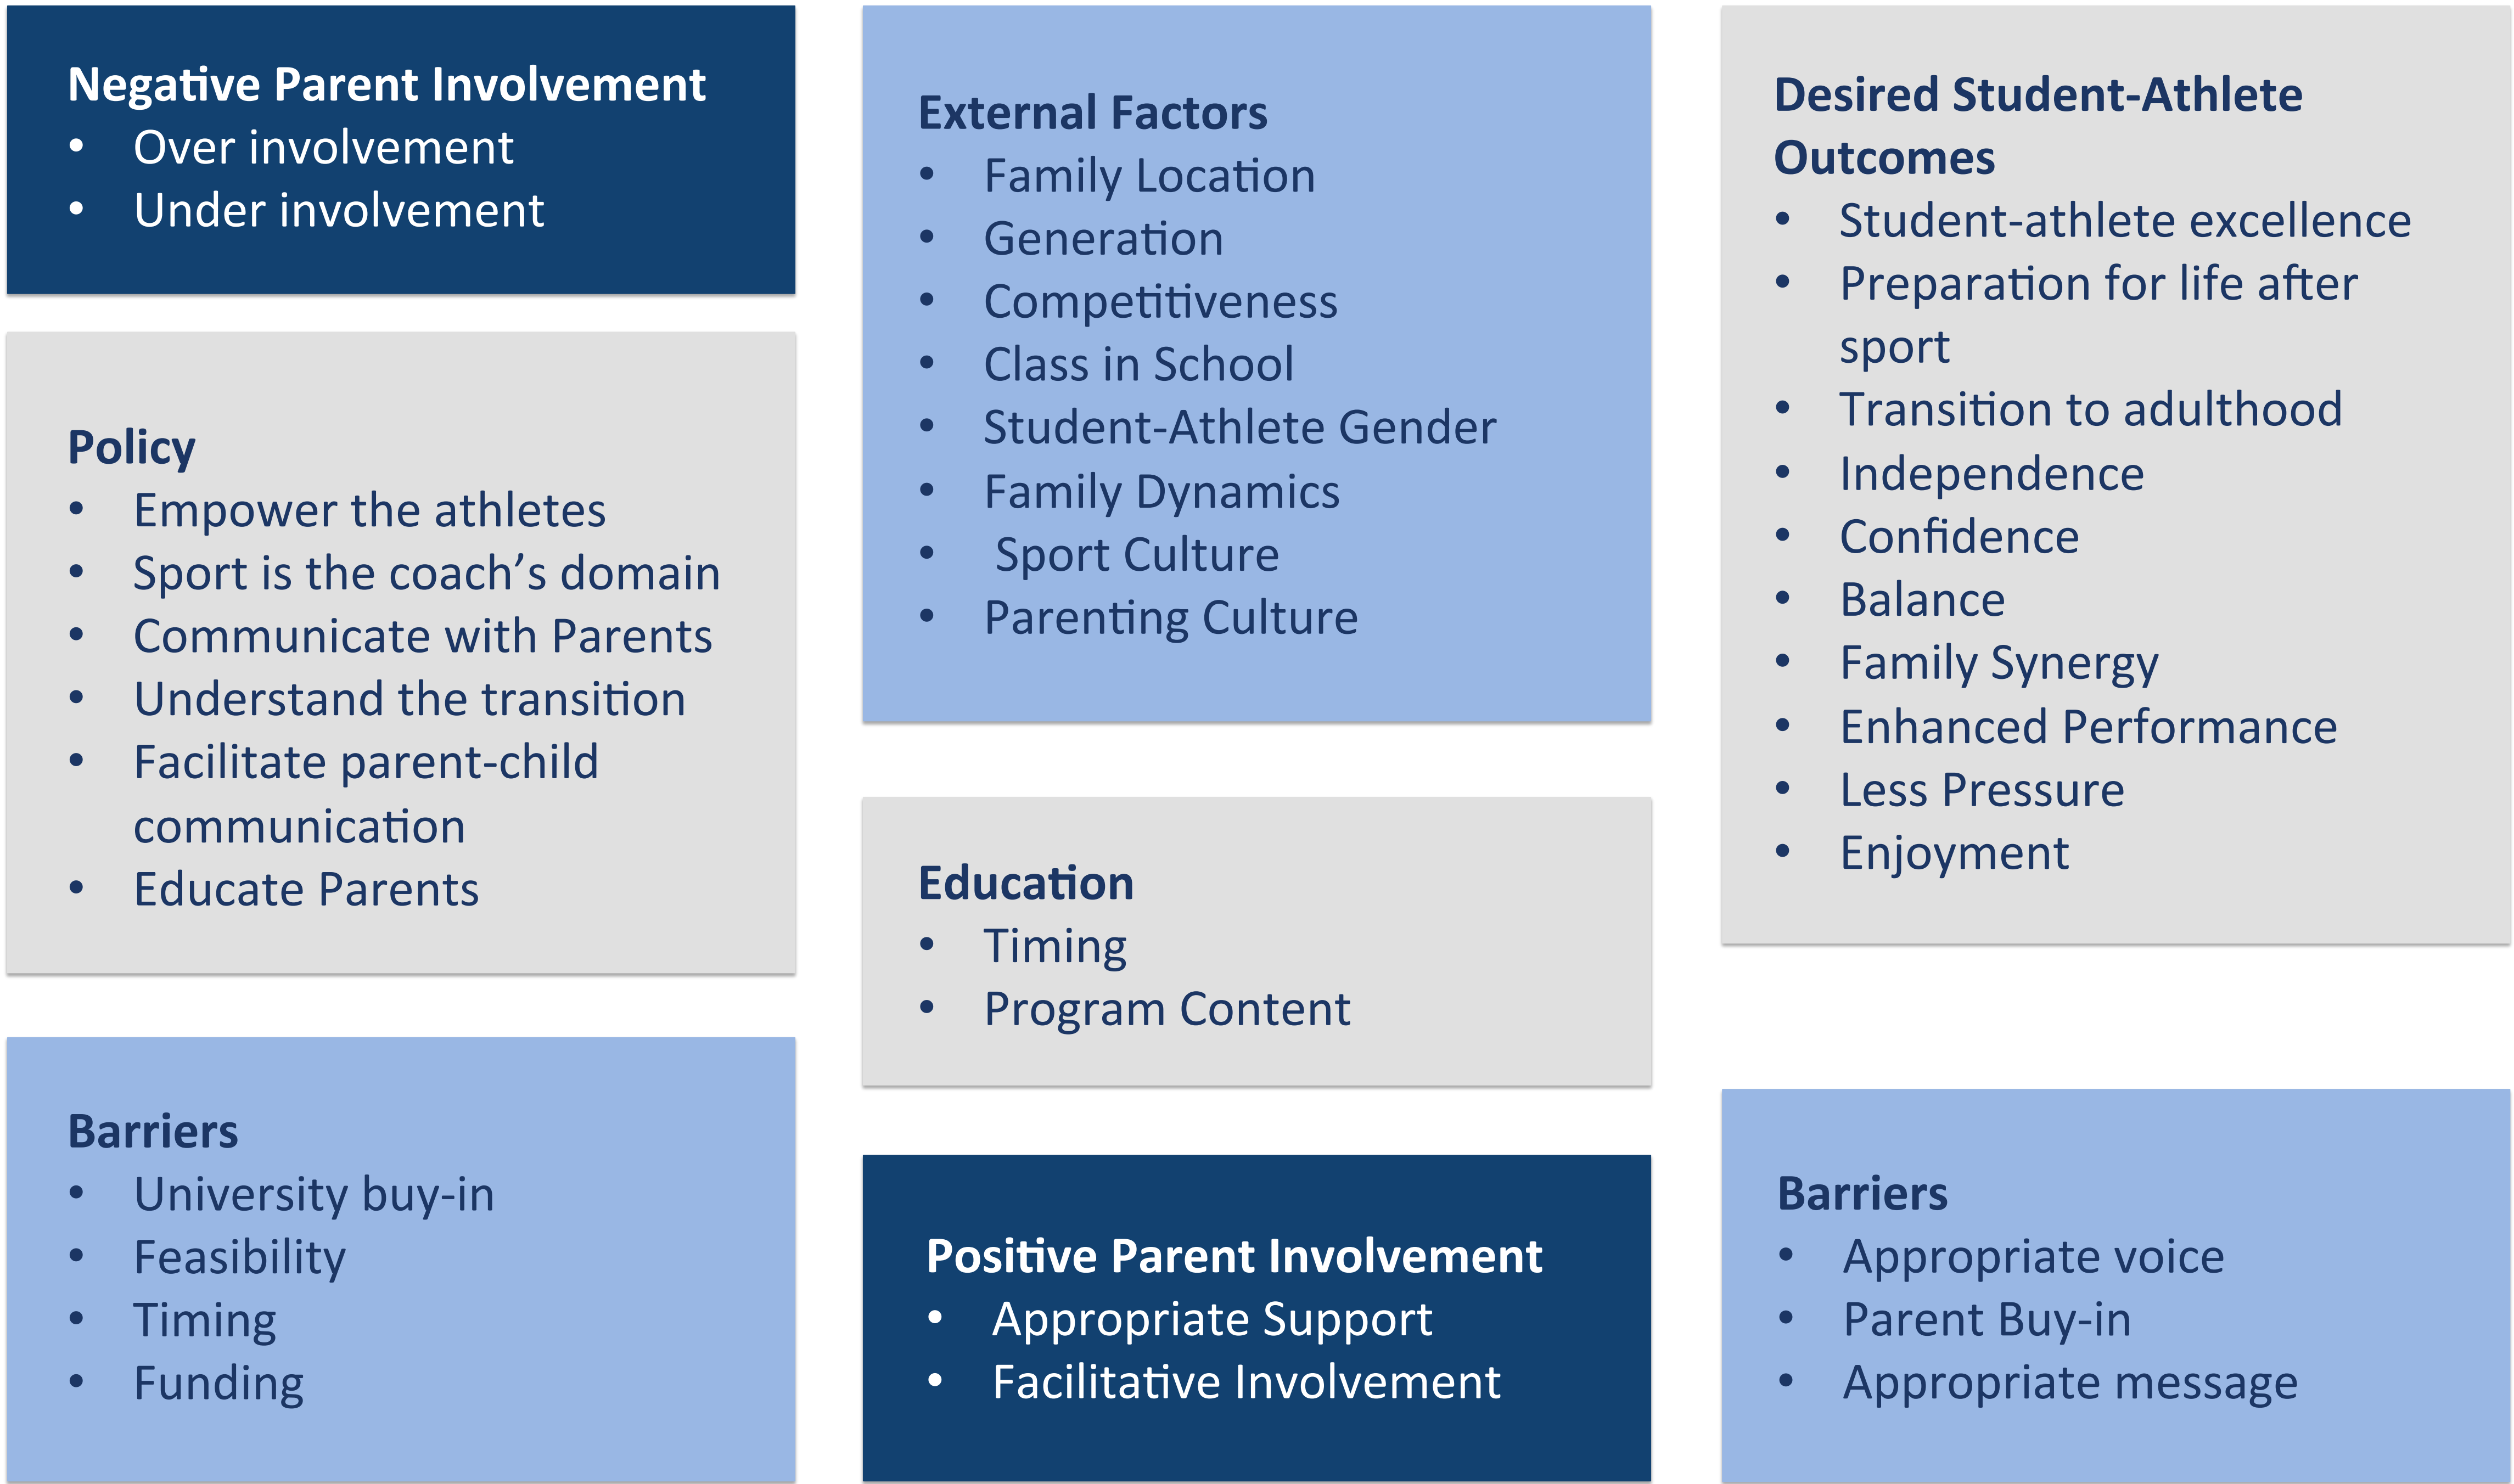 Negative Parent Involvement
• Over involvement
• Under involvement
Policy
• Empower the athletes
• Sport is the coach’s domain
• Communicate with Parents
• Understand the transition
• Facilitate parent-child
communication
• Educate Parents
Barriers
• University buy-in
• Feasibility
• Timing
• Funding
External Factors
• Family Location
• Generation
• Competitiveness
• Class in School
• Student-Athlete Gender
• Family Dynamics
• Sport Culture
• Parenting Culture
Education
• Timing
• Program Content
Positive Parent Involvement
• Appropriate Support
• Facilitative Involvement
Desired Student-Athlete
Outcomes
• Student-athlete excellence
• Preparation for life after
sport
• Transition to adulthood
• Independence
• Confidence
• Balance
• Family Synergy
• Enhanced Performance
• Less Pressure
• Enjoyment
Barriers
• Appropriate voice
• Parent Buy-in
• Appropriate message